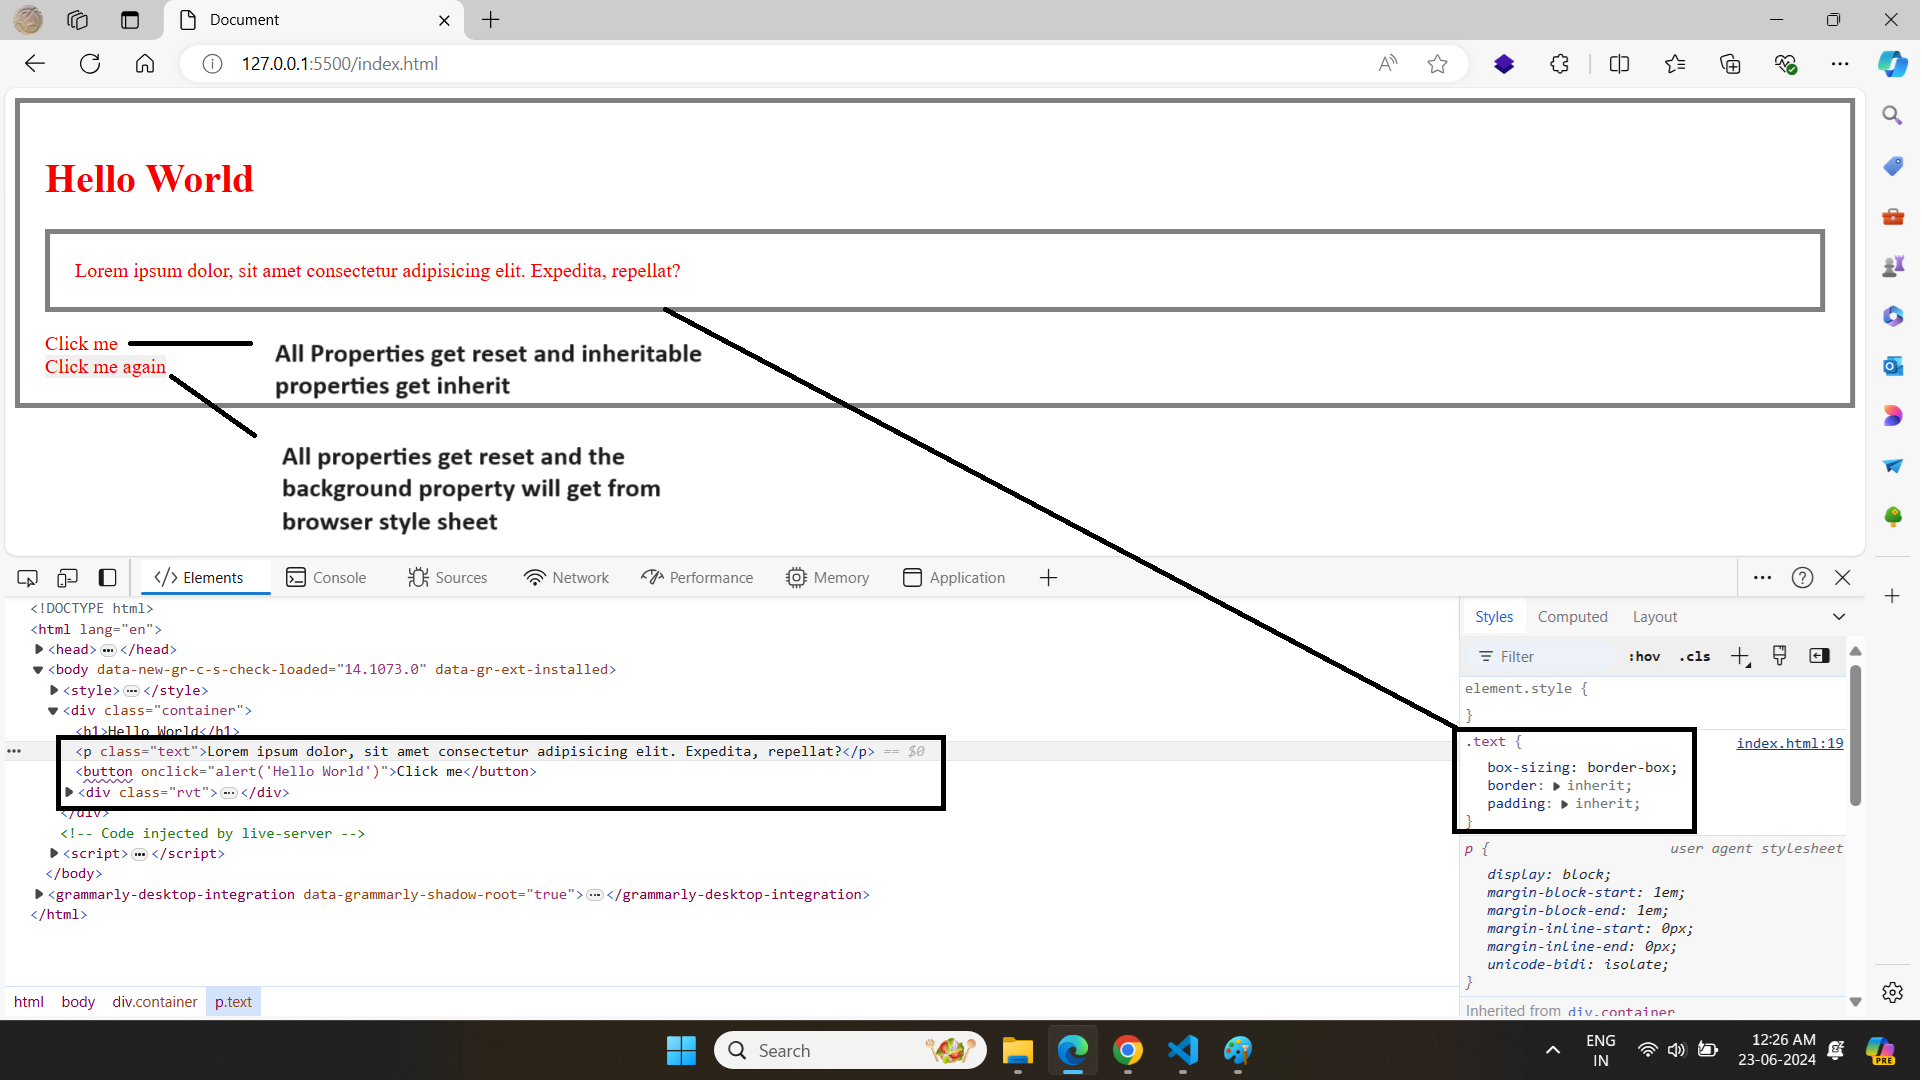 Document
127.0.0.1:5500/index.html
Hello World
Lorem ipsum dolor, sit amet consectetur adipisicing elit. Expedita, repellat?
Click me
Click me again
All Properties get reset and inheritable
properties get inherit
All properties get reset and the
background property will get from
browser style sheet
Elements Console Sources Network Performance Memory Application
<!DOCTYPE html>
<html lang="en">
<head> ··· </head>
<body data-new-gr-c-s-check-loaded="14.1073.0" data-gr-ext-installed>
<style> ··· </style>
<div class="container">
<h1>Hello World</h1>
<p class="text">Lorem ipsum dolor, sit amet consectetur adipisicing elit. Expedita, repellat?</p> == $0
<button onclick="alert('Hello World')">Click me</button>
<div class="rvt"> ··· </div>
</div>
<!-- Code injected by live-server -->
<script> ··· </script>
</body>
<grammarly-desktop-integration data-grammarly-shadow-root="true"> ··· </grammarly-desktop-integration>
</html>
html body div.container p.text
Styles Computed Layout
Filter :hov .cls
element.style {
}
.text { index.html:19
box-sizing: border-box;
border: inherit;
padding: inherit;
}
p { user agent stylesheet
display: block;
margin-block-start: 1em;
margin-block-end: 1em;
margin-inline-start: 0px;
margin-inline-end: 0px;
unicode-bidi: isolate;
}
Inherited from div.container
Search
ENG
IN
12:26 AM
23-06-2024
PRE